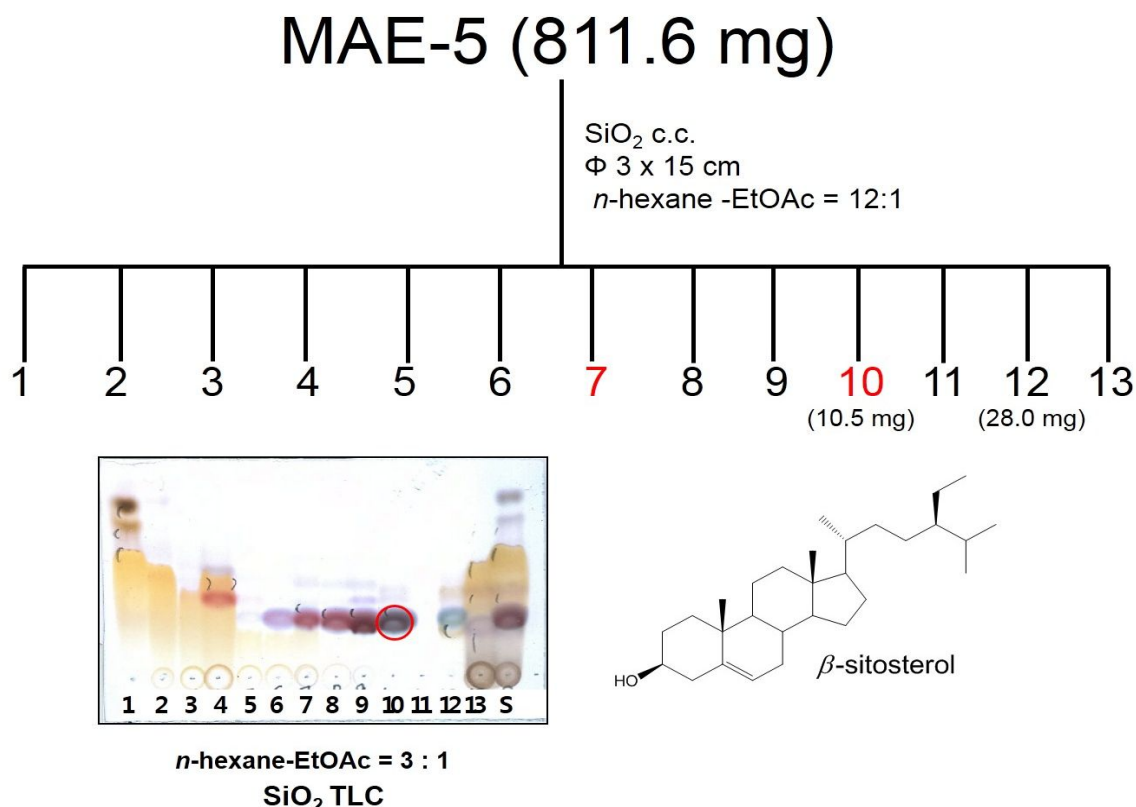 MAE-5 (811.6 mg)
SiO₂ c.c.
Φ 3 x 15 cm
n-hexane -EtOAc = 12:1
1 2 3 4 5 6 7 8 9 10 11 12 13
(10.5 mg) (28.0 mg)
1 2 3 4 5 6 7 8 9 10 11 12 13 S
HO
β-sitosterol
n-hexane-EtOAc = 3 : 1
SiO₂ TLC